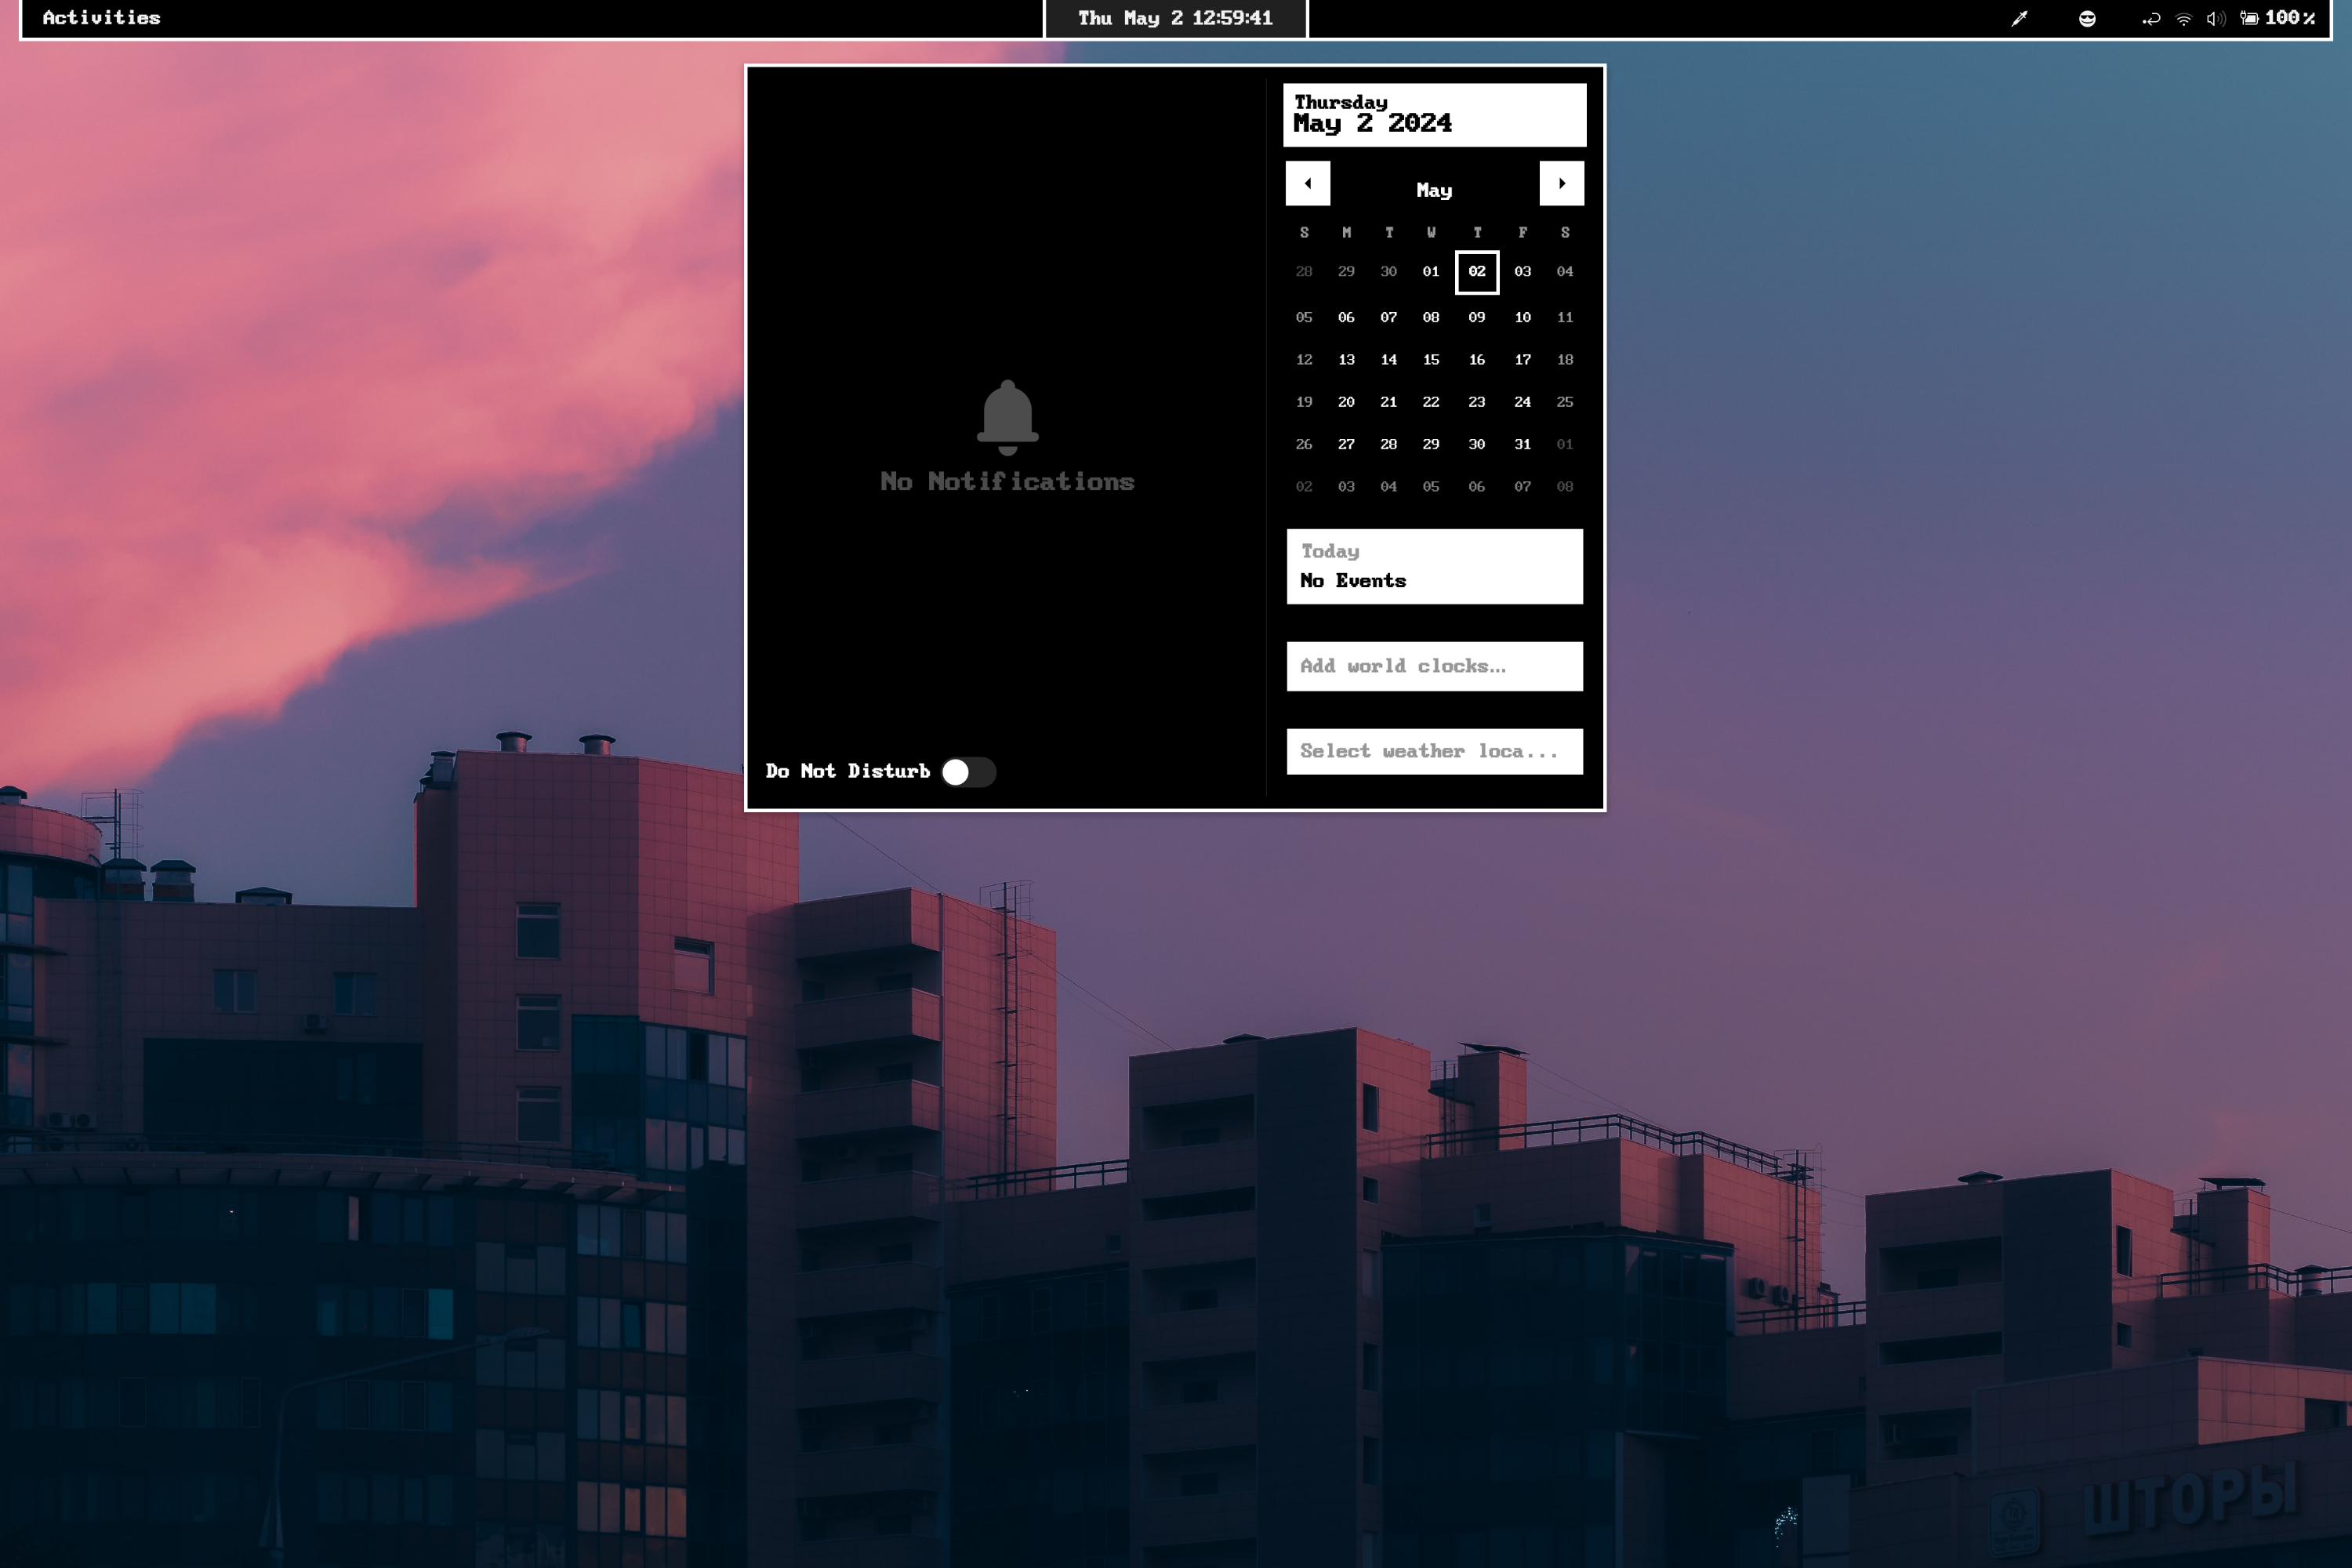 Activities
Thu May 2 12:59:41
100%
Thursday
May 2 2024
May
S M T W T F S
28 29 30 01 02 03 04
05 06 07 08 09 10 11
12 13 14 15 16 17 18
19 20 21 22 23 24 25
26 27 28 29 30 31 01
02 03 04 05 06 07 08
No Notifications
Today
No Events
Add world clocks…
Select weather loca...
Do Not Disturb
ШТОРЫ